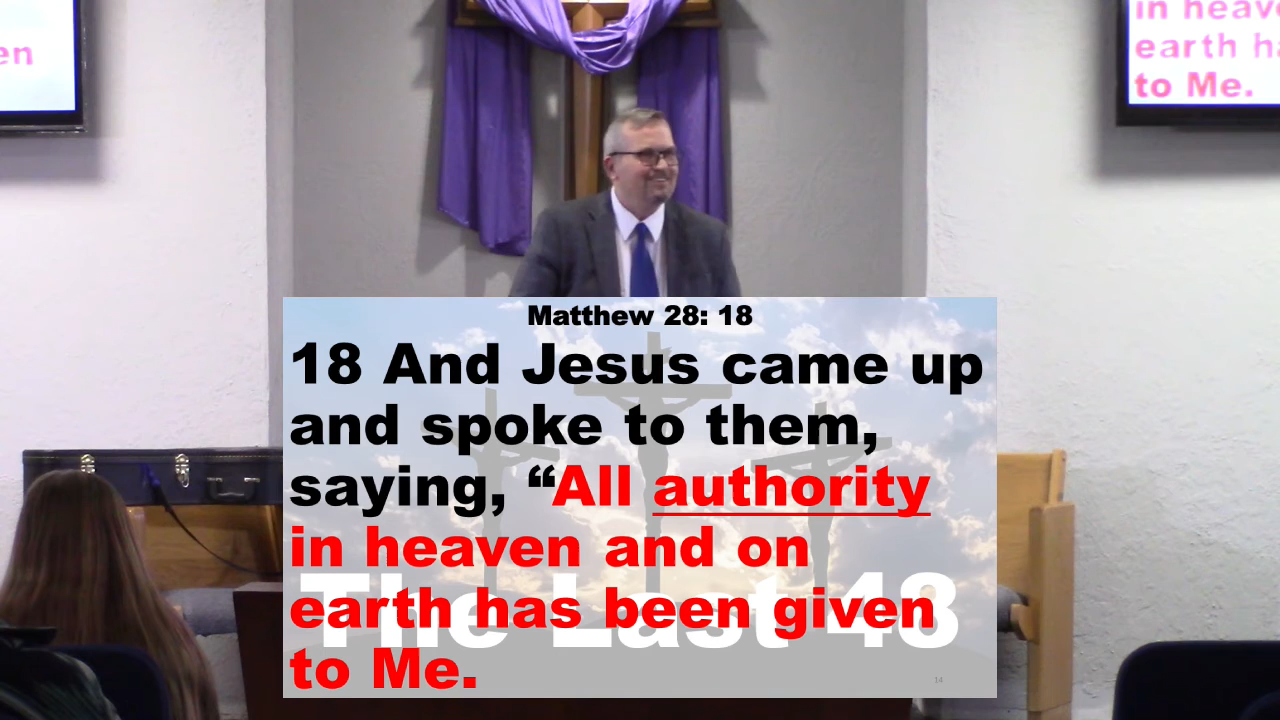 en
in heav
earth ha
to Me.
Matthew 28: 18
18 And Jesus came up
and spoke to them,
saying, “All authority
in heaven and on
earth has been given
to Me.
The Last 48
14